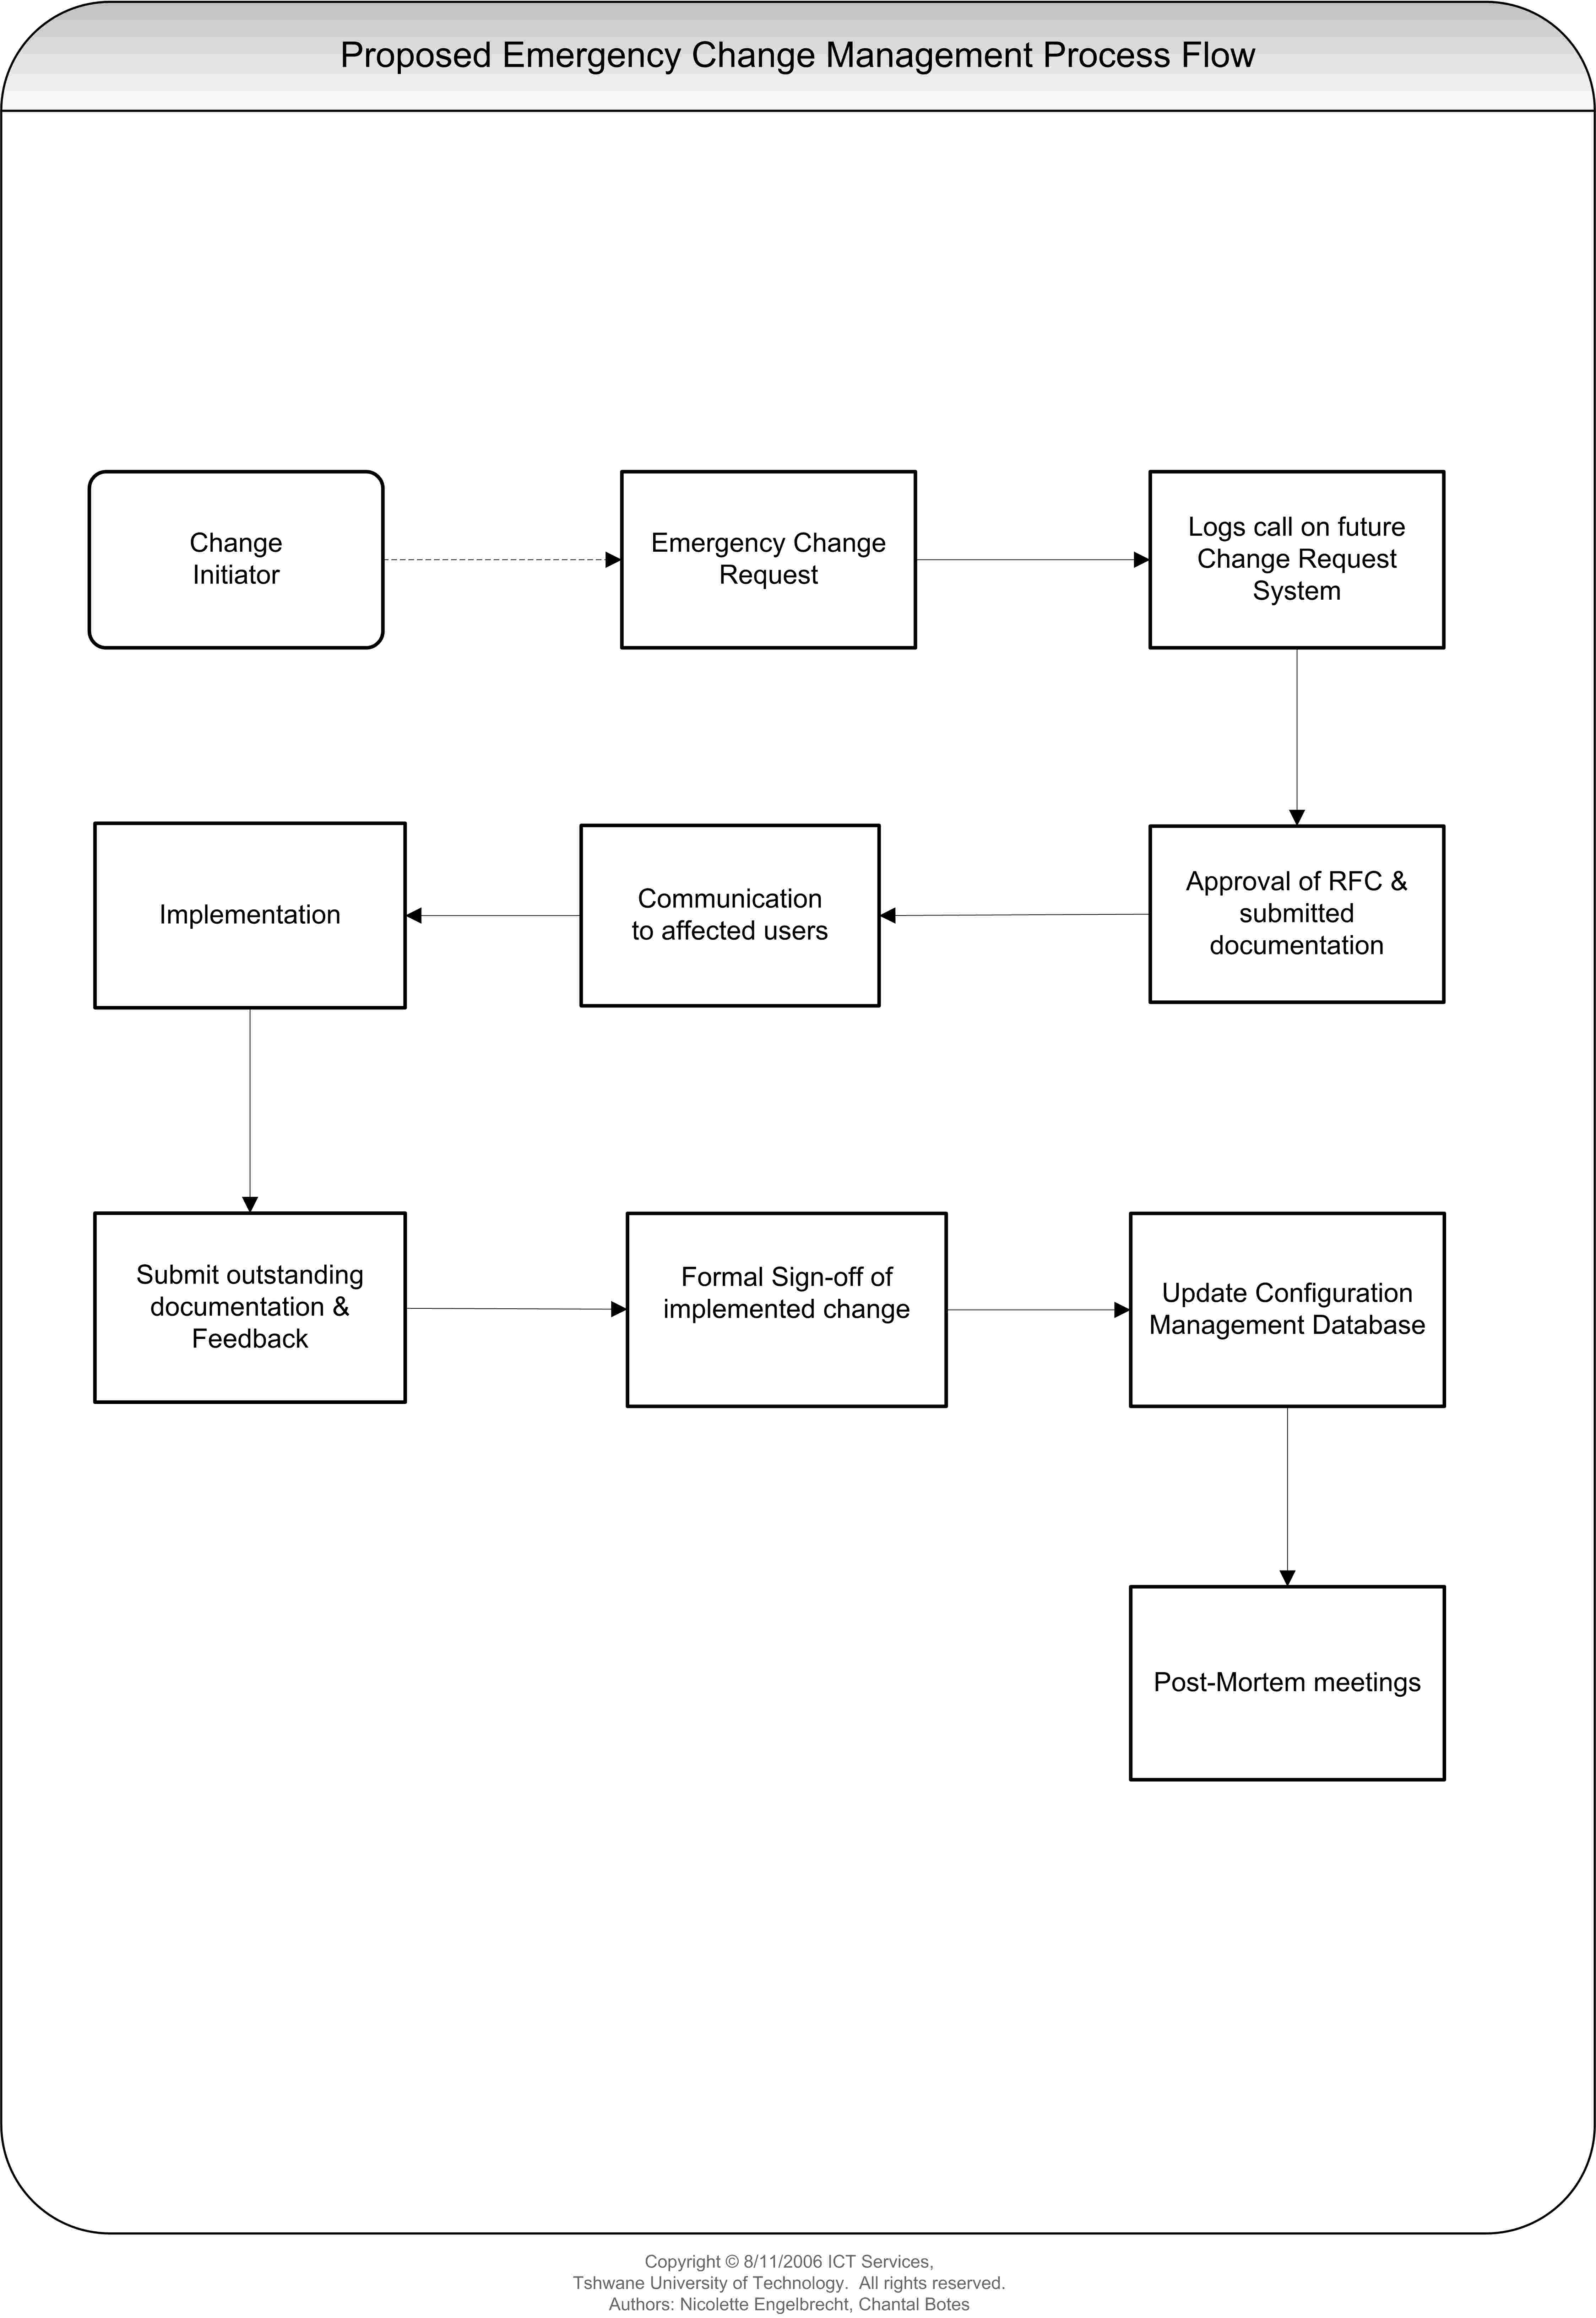 Proposed Emergency Change Management Process Flow
Change
Initiator
Emergency Change
Request
Logs call on future
Change Request
System
Approval of RFC &
submitted
documentation
Communication
to affected users
Implementation
Submit outstanding
documentation &
Feedback
Formal Sign-off of
implemented change
Update Configuration
Management Database
Post-Mortem meetings
Copyright © 8/11/2006 ICT Services,
Tshwane University of Technology.  All rights reserved.
Authors: Nicolette Engelbrecht, Chantal Botes